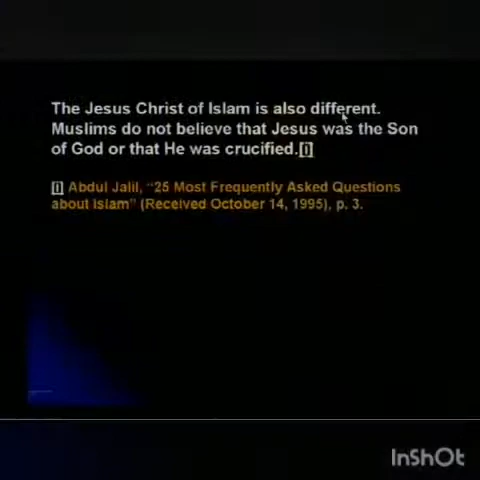 The Jesus Christ of Islam is also different.
Muslims do not believe that Jesus was the Son
of God or that He was crucified.[i]
[i] Abdul Jalil, "25 Most Frequently Asked Questions
about Islam" (Received October 14, 1995), p. 3.
InShOt